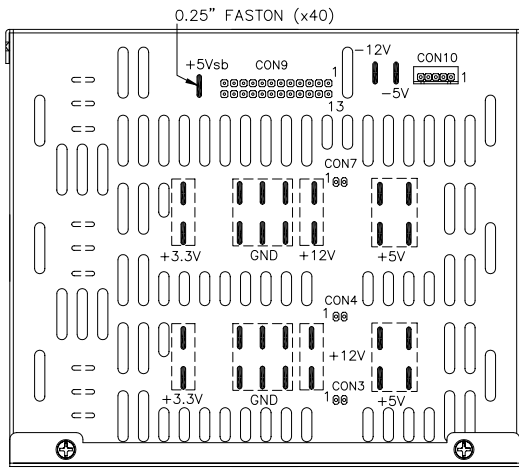 0.25” FASTON (x40)
+5Vsb
CON9
1
13
-12V
-5V
CON10
1
CON7
1
+3.3V
GND
+12V
+5V
CON4
1
+12V
CON3
1
+3.3V
GND
+5V